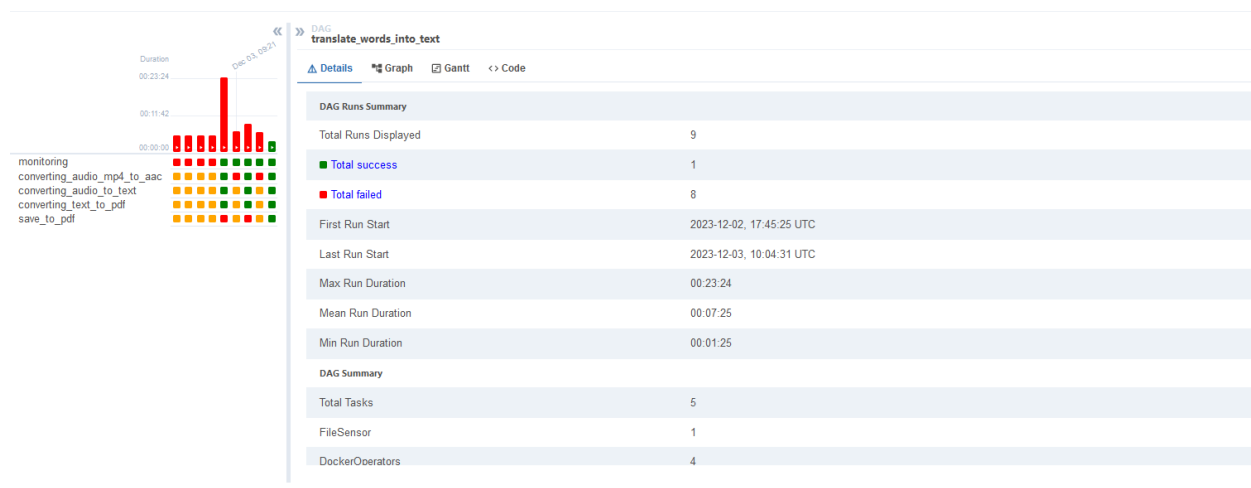 Duration
Dec 03, 09:21
00:23:24
00:11:42
00:00:00
monitoring
converting_audio_mp4_to_aac
converting_audio_to_text
converting_text_to_pdf
save_to_pdf
DAG
translate_words_into_text
Details Graph Gantt Code
DAG Runs Summary
Total Runs Displayed 9
Total success 1
Total failed 8
First Run Start 2023-12-02, 17:45:25 UTC
Last Run Start 2023-12-03, 10:04:31 UTC
Max Run Duration 00:23:24
Mean Run Duration 00:07:25
Min Run Duration 00:01:25
DAG Summary
Total Tasks 5
FileSensor 1
DockerOperators 4